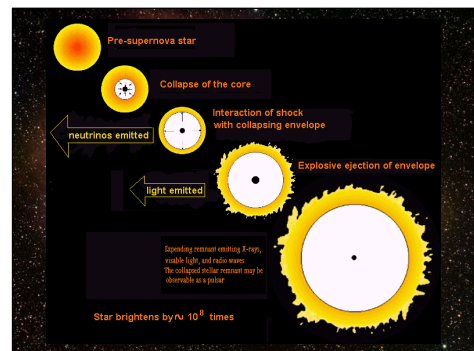 Pre-supernova star
Collapse of the core
Interaction of shock
with collapsing envelope
neutrinos emitted
Explosive ejection of envelope
light emitted
Expending remnant emitting X-rays,
visable light, and radio waves.
The collapsed stellar remnant may be
observable as a pulsar
Star brightens by ~ 10⁸ times